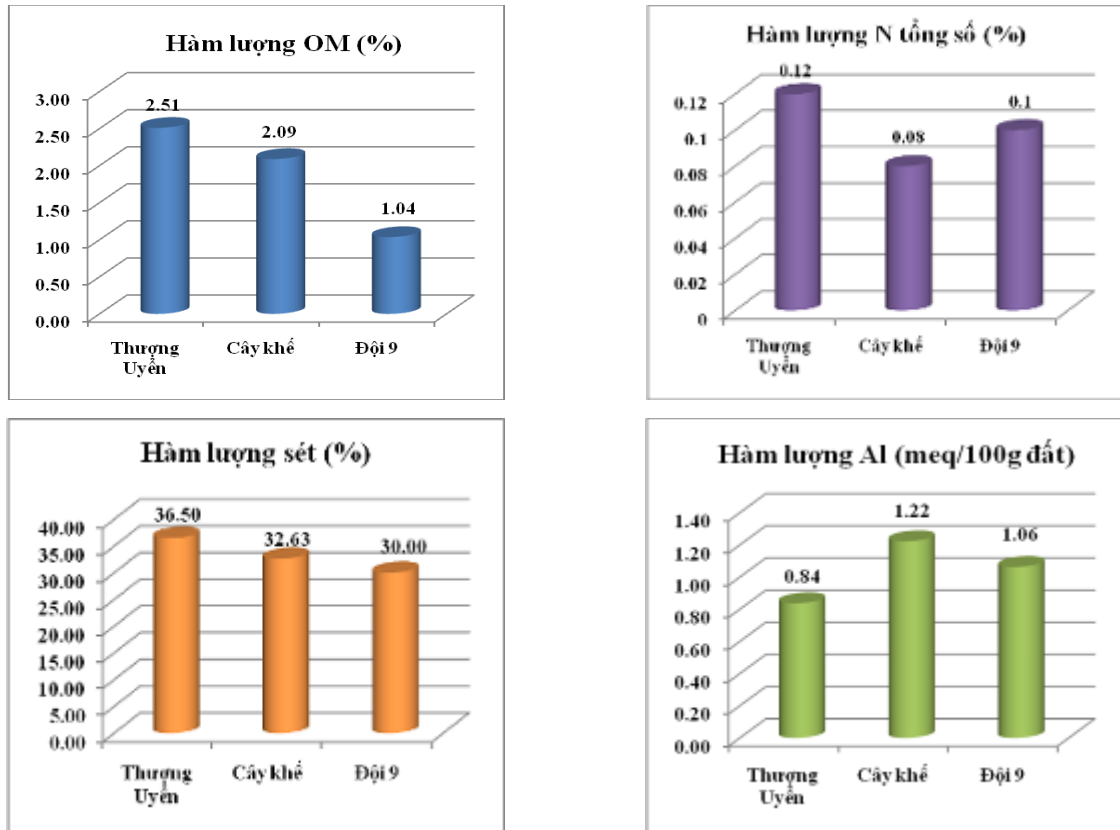 Hàm lượng OM (%)
3.00
2.50
2.00
1.50
1.00
0.50
0.00
2.51
2.09
1.04
Thượng
Uyển
Cây khế
Đội 9
Hàm lượng N tổng số (%)
0.12
0.1
0.08
0.06
0.04
0.02
0
0.12
0.08
0.1
Thượng
Uyển
Cây khế
Đội 9
Hàm lượng sét (%)
40.00
35.00
30.00
25.00
20.00
15.00
10.00
5.00
0.00
36.50
32.63
30.00
Thượng
Uyển
Cây khế
Đội 9
Hàm lượng Al (meq/100g đất)
1.40
1.20
1.00
0.80
0.60
0.40
0.20
0.00
0.84
1.22
1.06
Thượng
Uyển
Cây khế
Đội 9